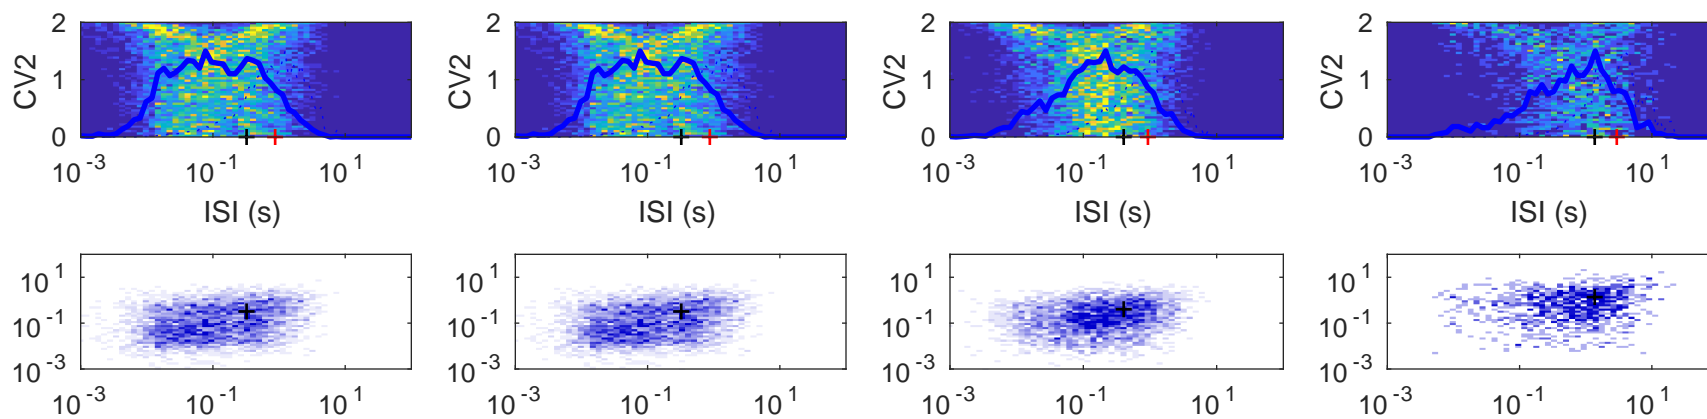 2 2 2 2
CV2 CV2 CV2 CV2
1 1 1 1
0 0 0 0
10^-3 10^-1 10^1 10^-3 10^-1 10^1 10^-3 10^-1 10^1 10^-3 10^-1 10^1
ISI (s) ISI (s) ISI (s) ISI (s)
10^1 10^1 10^1 10^1
10^-1 10^-1 10^-1 10^-1
10^-3 10^-3 10^-3 10^-3
10^-3 10^-1 10^1 10^-3 10^-1 10^1 10^-3 10^-1 10^1 10^-3 10^-1 10^1